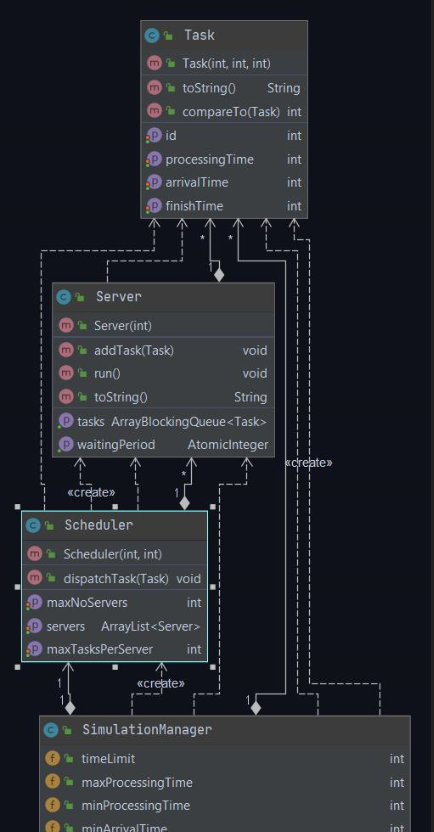 Task
Task(int, int, int)
toString() String
compareTo(Task) int
id int
processingTime int
arrivalTime int
finishTime int
* *
1
Server
Server(int)
addTask(Task) void
run() void
toString() String
tasks ArrayBlockingQueue<Task>
waitingPeriod AtomicInteger
«create»
*
«create» 1
Scheduler
Scheduler(int, int)
dispatchTask(Task) void
maxNoServers int
servers ArrayList<Server>
maxTasksPerServer int
1 «create»
1 1
SimulationManager
timeLimit int
maxProcessingTime int
minProcessingTime int
minArrivalTime int